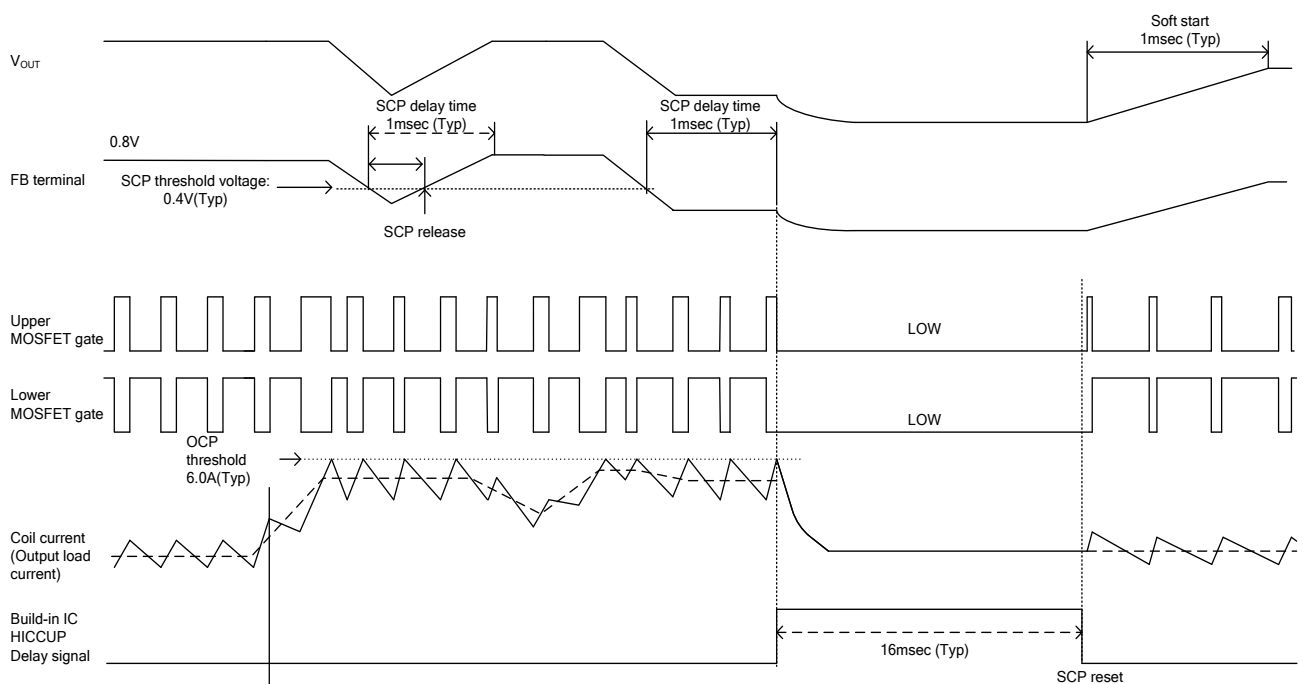 Soft start
1msec (Typ)
VOUT
SCP delay time
1msec (Typ)
SCP delay time
1msec (Typ)
0.8V
FB terminal
SCP threshold voltage:
0.4V(Typ)
SCP release
Upper
MOSFET gate
LOW
Lower
MOSFET gate
LOW
OCP
threshold
6.0A(Typ)
Coil current
(Output load
current)
Build-in IC
HICCUP
Delay signal
16msec (Typ)
SCP reset